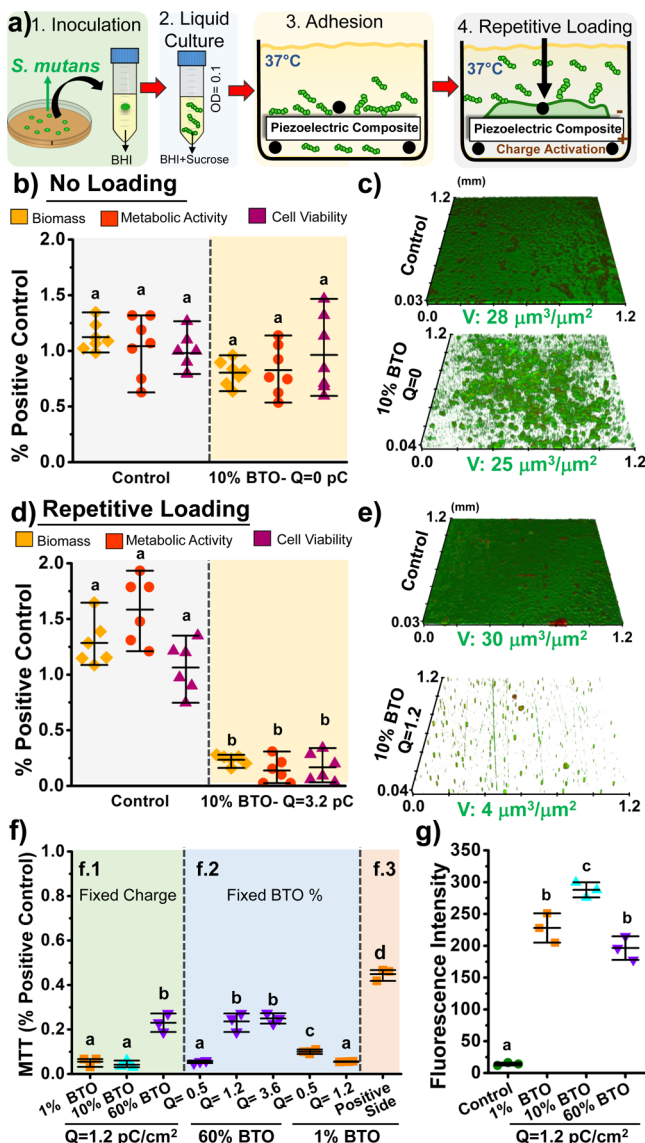 a)
1. Inoculation
S. mutans
BHI
2. Liquid
Culture
OD= 0.1
BHI+Sucrose
3. Adhesion
37°C
Piezoelectric Composite
4. Repetitive Loading
37°C
-
Piezoelectric Composite
+
Charge Activation
b) No Loading
Biomass Metabolic Activity Cell Viability
% Positive Control
2.0
1.5
1.0
0.5
0.0
a a a a a a
Control 10% BTO- Q=0 pC
c)
(mm)
1.2
Control
0.03
0.0 1.2
V: 28 μm³/μm²
1.2
10% BTO
Q=0
0.04
0.0 1.2
V: 25 μm³/μm²
d) Repetitive Loading
Biomass Metabolic Activity Cell Viability
% Positive Control
2.0
1.5
1.0
0.5
0.0
a a a b b b
Control 10% BTO- Q=3.2 pC
e)
(mm)
1.2
Control
0.03
0.0 1.2
V: 30 μm³/μm²
1.2
10% BTO
Q=1.2
0.04
0.0 1.2
V: 4 μm³/μm²
f)
MTT (% Positive Control)
1.0
0.8
0.6
0.4
0.2
0.0
f.1 f.2 f.3
Fixed Charge Fixed BTO %
a a b a b b c a d
1% BTO
10% BTO
60% BTO
Q= 0.5
Q= 1.2
Q= 3.6
Q= 0.5
Q= 1.2
Positive
Side
Q=1.2 pC/cm² 60% BTO 1% BTO
g)
Fluorescence Intensity
350
300
250
200
150
100
50
0
a b c b
Control
1% BTO
10% BTO
60% BTO
Q=1.2 pC/cm²